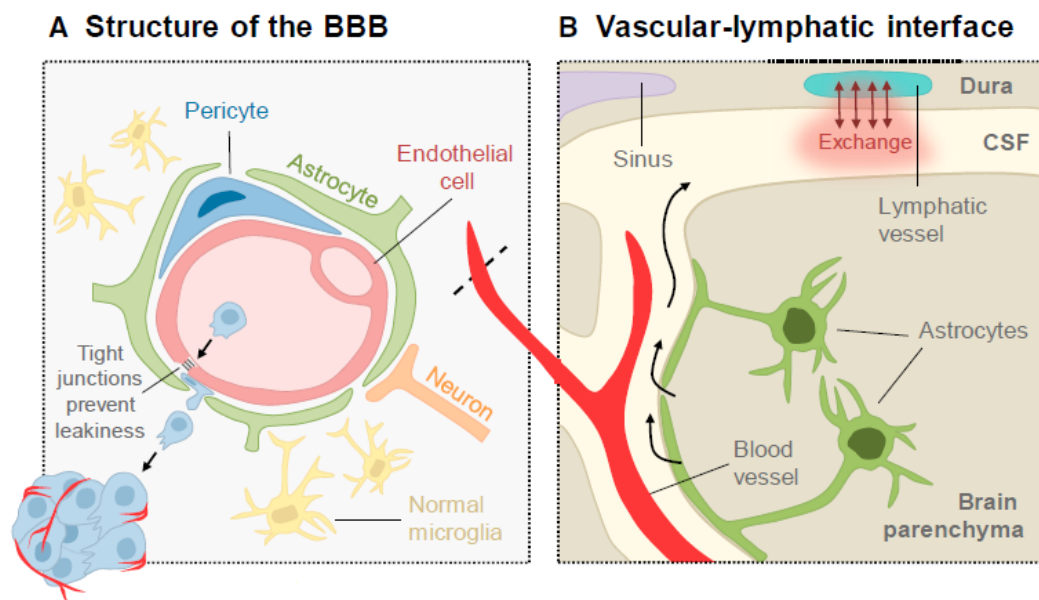 A Structure of the BBB
Pericyte
Astrocyte
Endothelial
cell
Tight
junctions
prevent
leakiness
Neuron
Normal
microglia
B Vascular-lymphatic interface
Dura
Sinus
Exchange
CSF
Lymphatic
vessel
Astrocytes
Blood
vessel
Brain
parenchyma